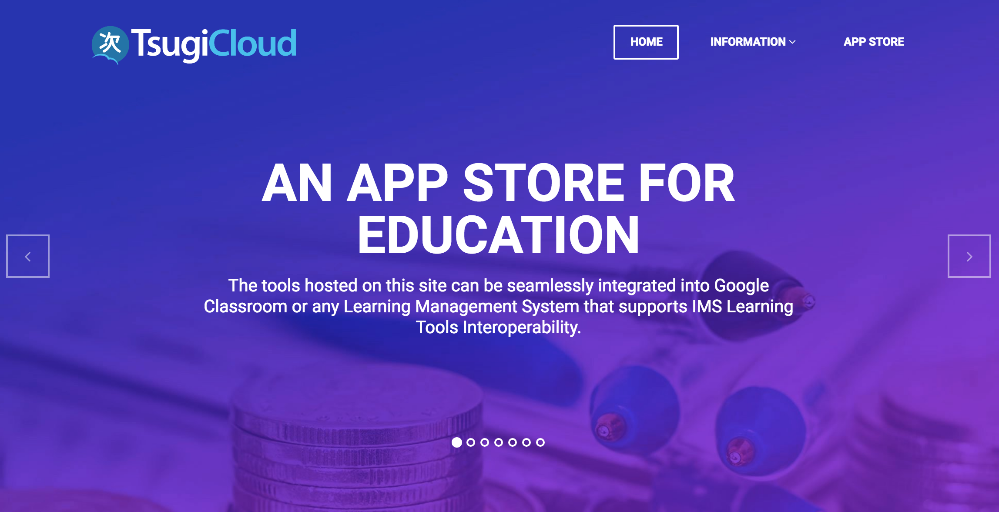 次 TsugiCloud
HOME
INFORMATION
APP STORE
AN APP STORE FOR
EDUCATION
The tools hosted on this site can be seamlessly integrated into Google
Classroom or any Learning Management System that supports IMS Learning
Tools Interoperability.